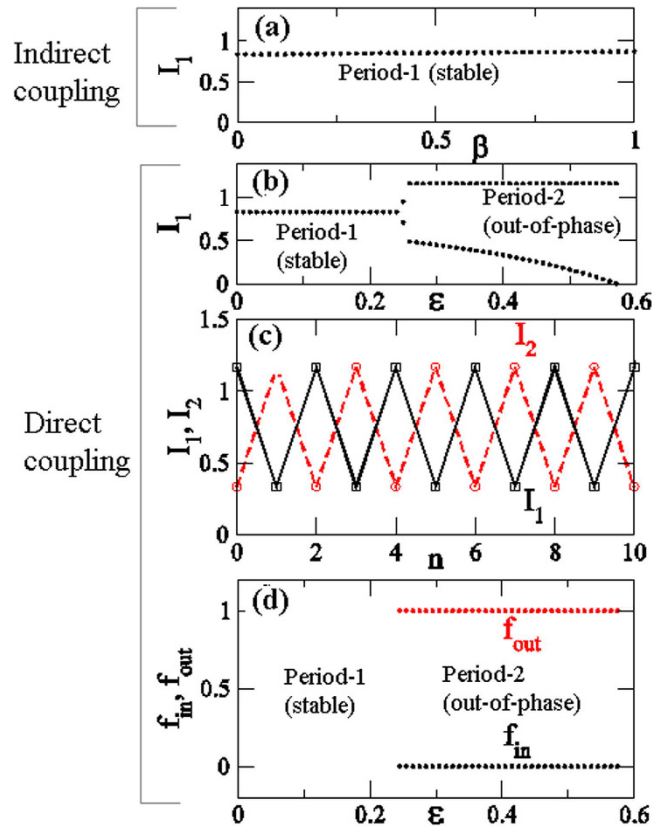 Indirect
coupling
(a)
I1
1
0.5
0
Period-1 (stable)
0 0.5 1
β
Direct
coupling
(b)
I1
1
0.5
0
Period-1
(stable)
Period-2
(out-of-phase)
0 0.2 0.4 0.6
ε
(c)
I1, I2
1.5
1
0.5
0
I2
I1
0 2 4 6 8 10
n
(d)
fin, fout
1
0.5
0
fout
Period-1
(stable)
Period-2
(out-of-phase)
fin
0 0.2 0.4 0.6
ε